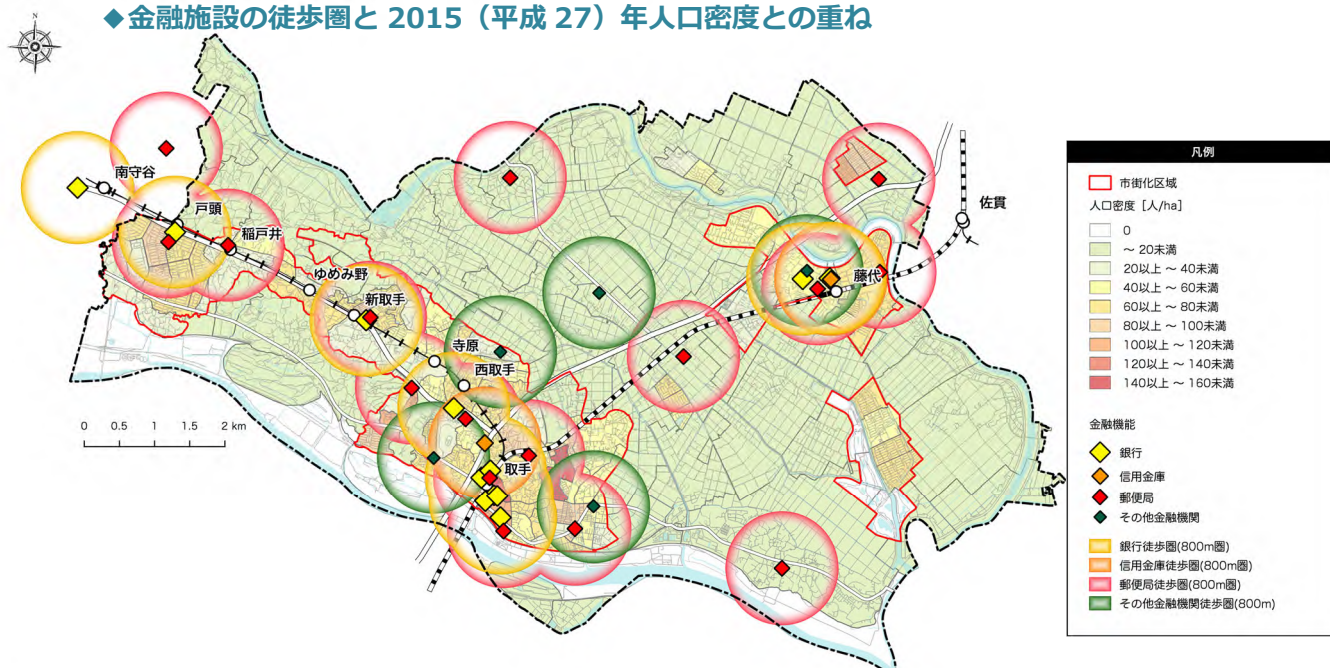 ◆金融施設の徒歩圏と 2015（平成 27）年人口密度との重ね
N
南守谷
戸頭
稲戸井
ゆめみ野
新取手
寺原
西取手
取手
藤代
佐貫
0 0.5 1 1.5 2 km
凡例
市街化区域
人口密度［人/ha］
0
～ 20未満
20以上 ～ 40未満
40以上 ～ 60未満
60以上 ～ 80未満
80以上 ～ 100未満
100以上 ～ 120未満
120以上 ～ 140未満
140以上 ～ 160未満
金融機能
銀行
信用金庫
郵便局
その他金融機関
銀行徒歩圏(800m圏)
信用金庫徒歩圏(800m圏)
郵便局徒歩圏(800m圏)
その他金融機関徒歩圏(800m)